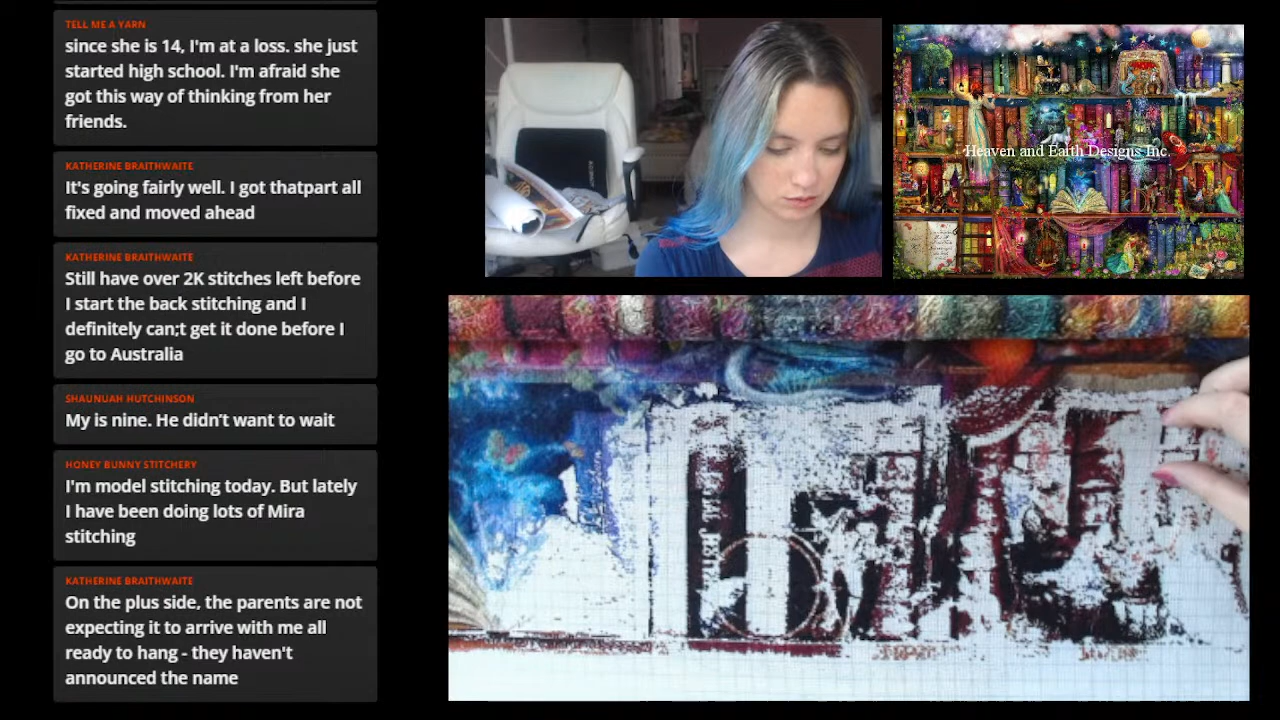 TELL ME A YARN
since she is 14, I'm at a loss. she just
started high school. I'm afraid she
got this way of thinking from her
friends.
KATHERINE BRAITHWAITE
It's going fairly well. I got thatpart all
fixed and moved ahead
KATHERINE BRAITHWAITE
Still have over 2K stitches left before
I start the back stitching and I
definitely can;t get it done before I
go to Australia
SHAUNUAH HUTCHINSON
My is nine. He didn't want to wait
HONEY BUNNY STITCHERY
I'm model stitching today. But lately
I have been doing lots of Mira
stitching
KATHERINE BRAITHWAITE
On the plus side, the parents are not
expecting it to arrive with me all
ready to hang - they haven't
announced the name
Heaven and Earth Designs Inc.